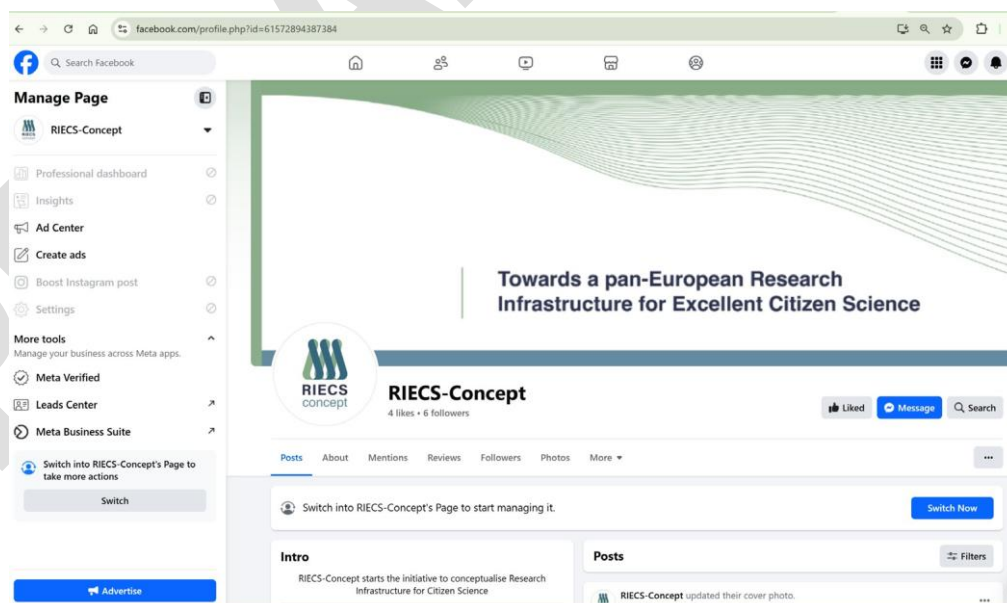 facebook.com/profile.php?id=61572894387384
Search Facebook
Manage Page
RIECS-Concept
Professional dashboard
Insights
Ad Center
Create ads
Boost Instagram post
Settings
More tools
Manage your business across Meta apps.
Meta Verified
Leads Center
Meta Business Suite
Switch into RIECS-Concept's Page to
take more actions
Switch
Advertise
Towards a pan-European Research
Infrastructure for Excellent Citizen Science
RIECS
concept
RIECS-Concept
4 likes • 6 followers
Liked
Message
Search
Posts
About
Mentions
Reviews
Followers
Photos
More
Switch into RIECS-Concept's Page to start managing it.
Switch Now
Intro
RIECS-Concept starts the initiative to conceptualise Research
Infrastructure for Citizen Science
Posts
Filters
RIECS-Concept updated their cover photo.